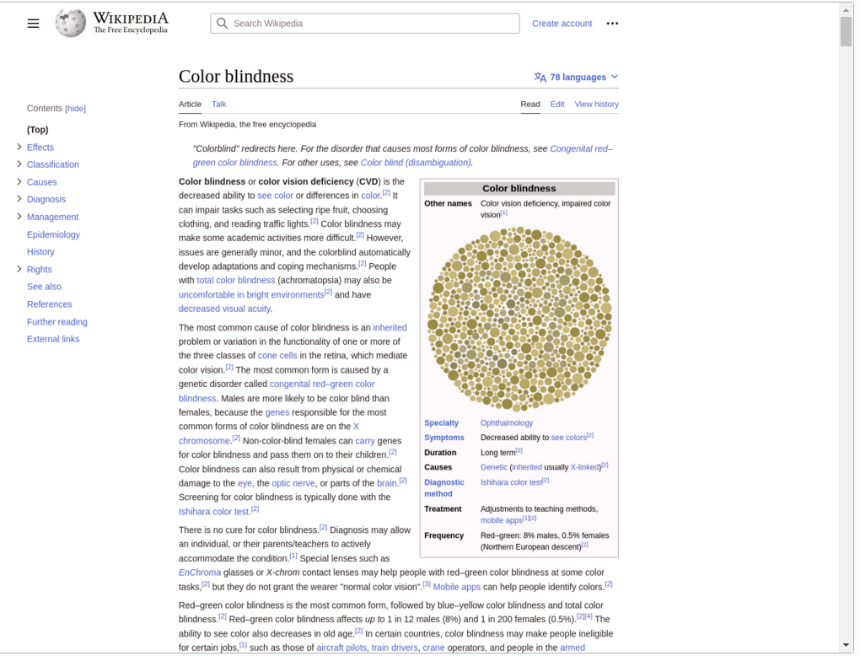 WIKIPEDIA
The Free Encyclopedia
Search Wikipedia
Create account
Color blindness
78 languages
Contents [hide]
Article
Talk
Read
Edit
View history
From Wikipedia, the free encyclopedia
(Top)
Effects
Classification
Causes
Diagnosis
Management
Epidemiology
History
Rights
See also
References
Further reading
External links
"Colorblind" redirects here. For the disorder that causes most forms of color blindness, see Congenital red–
green color blindness. For other uses, see Color blind (disambiguation).
Color blindness or color vision deficiency (CVD) is the
decreased ability to see color or differences in color.[2] It
can impair tasks such as selecting ripe fruit, choosing
clothing, and reading traffic lights.[2] Color blindness may
make some academic activities more difficult.[2] However,
issues are generally minor, and the colorblind automatically
develop adaptations and coping mechanisms.[2] People
with total color blindness (achromatopsia) may also be
uncomfortable in bright environments[2] and have
decreased visual acuity.
The most common cause of color blindness is an inherited
problem or variation in the functionality of one or more of
the three classes of cone cells in the retina, which mediate
color vision.[2] The most common form is caused by a
genetic disorder called congenital red–green color
blindness. Males are more likely to be color blind than
females, because the genes responsible for the most
common forms of color blindness are on the X
chromosome.[2] Non-color-blind females can carry genes
for color blindness and pass them on to their children.[2]
Color blindness can also result from physical or chemical
damage to the eye, the optic nerve, or parts of the brain.[2]
Screening for color blindness is typically done with the
Ishihara color test.[2]
There is no cure for color blindness.[2] Diagnosis may allow
an individual, or their parents/teachers to actively
accommodate the condition.[1] Special lenses such as
EnChroma glasses or X-chrom contact lenses may help people with red–green color blindness at some color
tasks,[2] but they do not grant the wearer "normal color vision".[3] Mobile apps can help people identify colors.[2]
Red–green color blindness is the most common form, followed by blue–yellow color blindness and total color
blindness.[2] Red–green color blindness affects up to 1 in 12 males (8%) and 1 in 200 females (0.5%).[2][4] The
ability to see color also decreases in old age.[2] In certain countries, color blindness may make people ineligible
for certain jobs,[1] such as those of aircraft pilots, train drivers, crane operators, and people in the armed
Color blindness
Other names Color vision deficiency, impaired color
vision[1]
Specialty Ophthalmology
Symptoms Decreased ability to see colors[2]
Duration Long term[2]
Causes Genetic (inherited usually X-linked)[2]
Diagnostic Ishihara color test[2]
method
Treatment Adjustments to teaching methods,
mobile apps[1][2]
Frequency Red–green: 8% males, 0.5% females
(Northern European descent)[2]